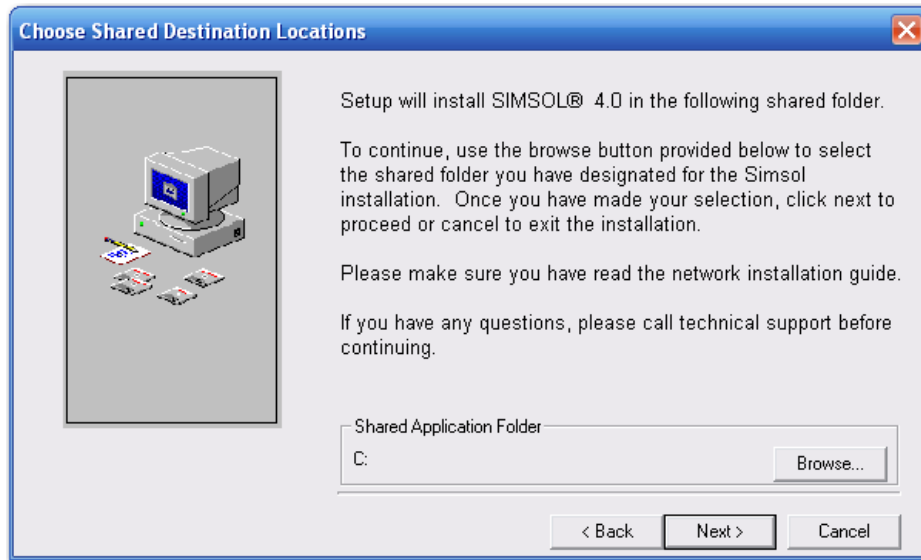 Choose Shared Destination Locations
Setup will install SIMSOL® 4.0 in the following shared folder.
To continue, use the browse button provided below to select
the shared folder you have designated for the Simsol
installation. Once you have made your selection, click next to
proceed or cancel to exit the installation.
Please make sure you have read the network installation guide.
If you have any questions, please call technical support before
continuing.
Shared Application Folder
C:
Browse...
< Back
Next >
Cancel